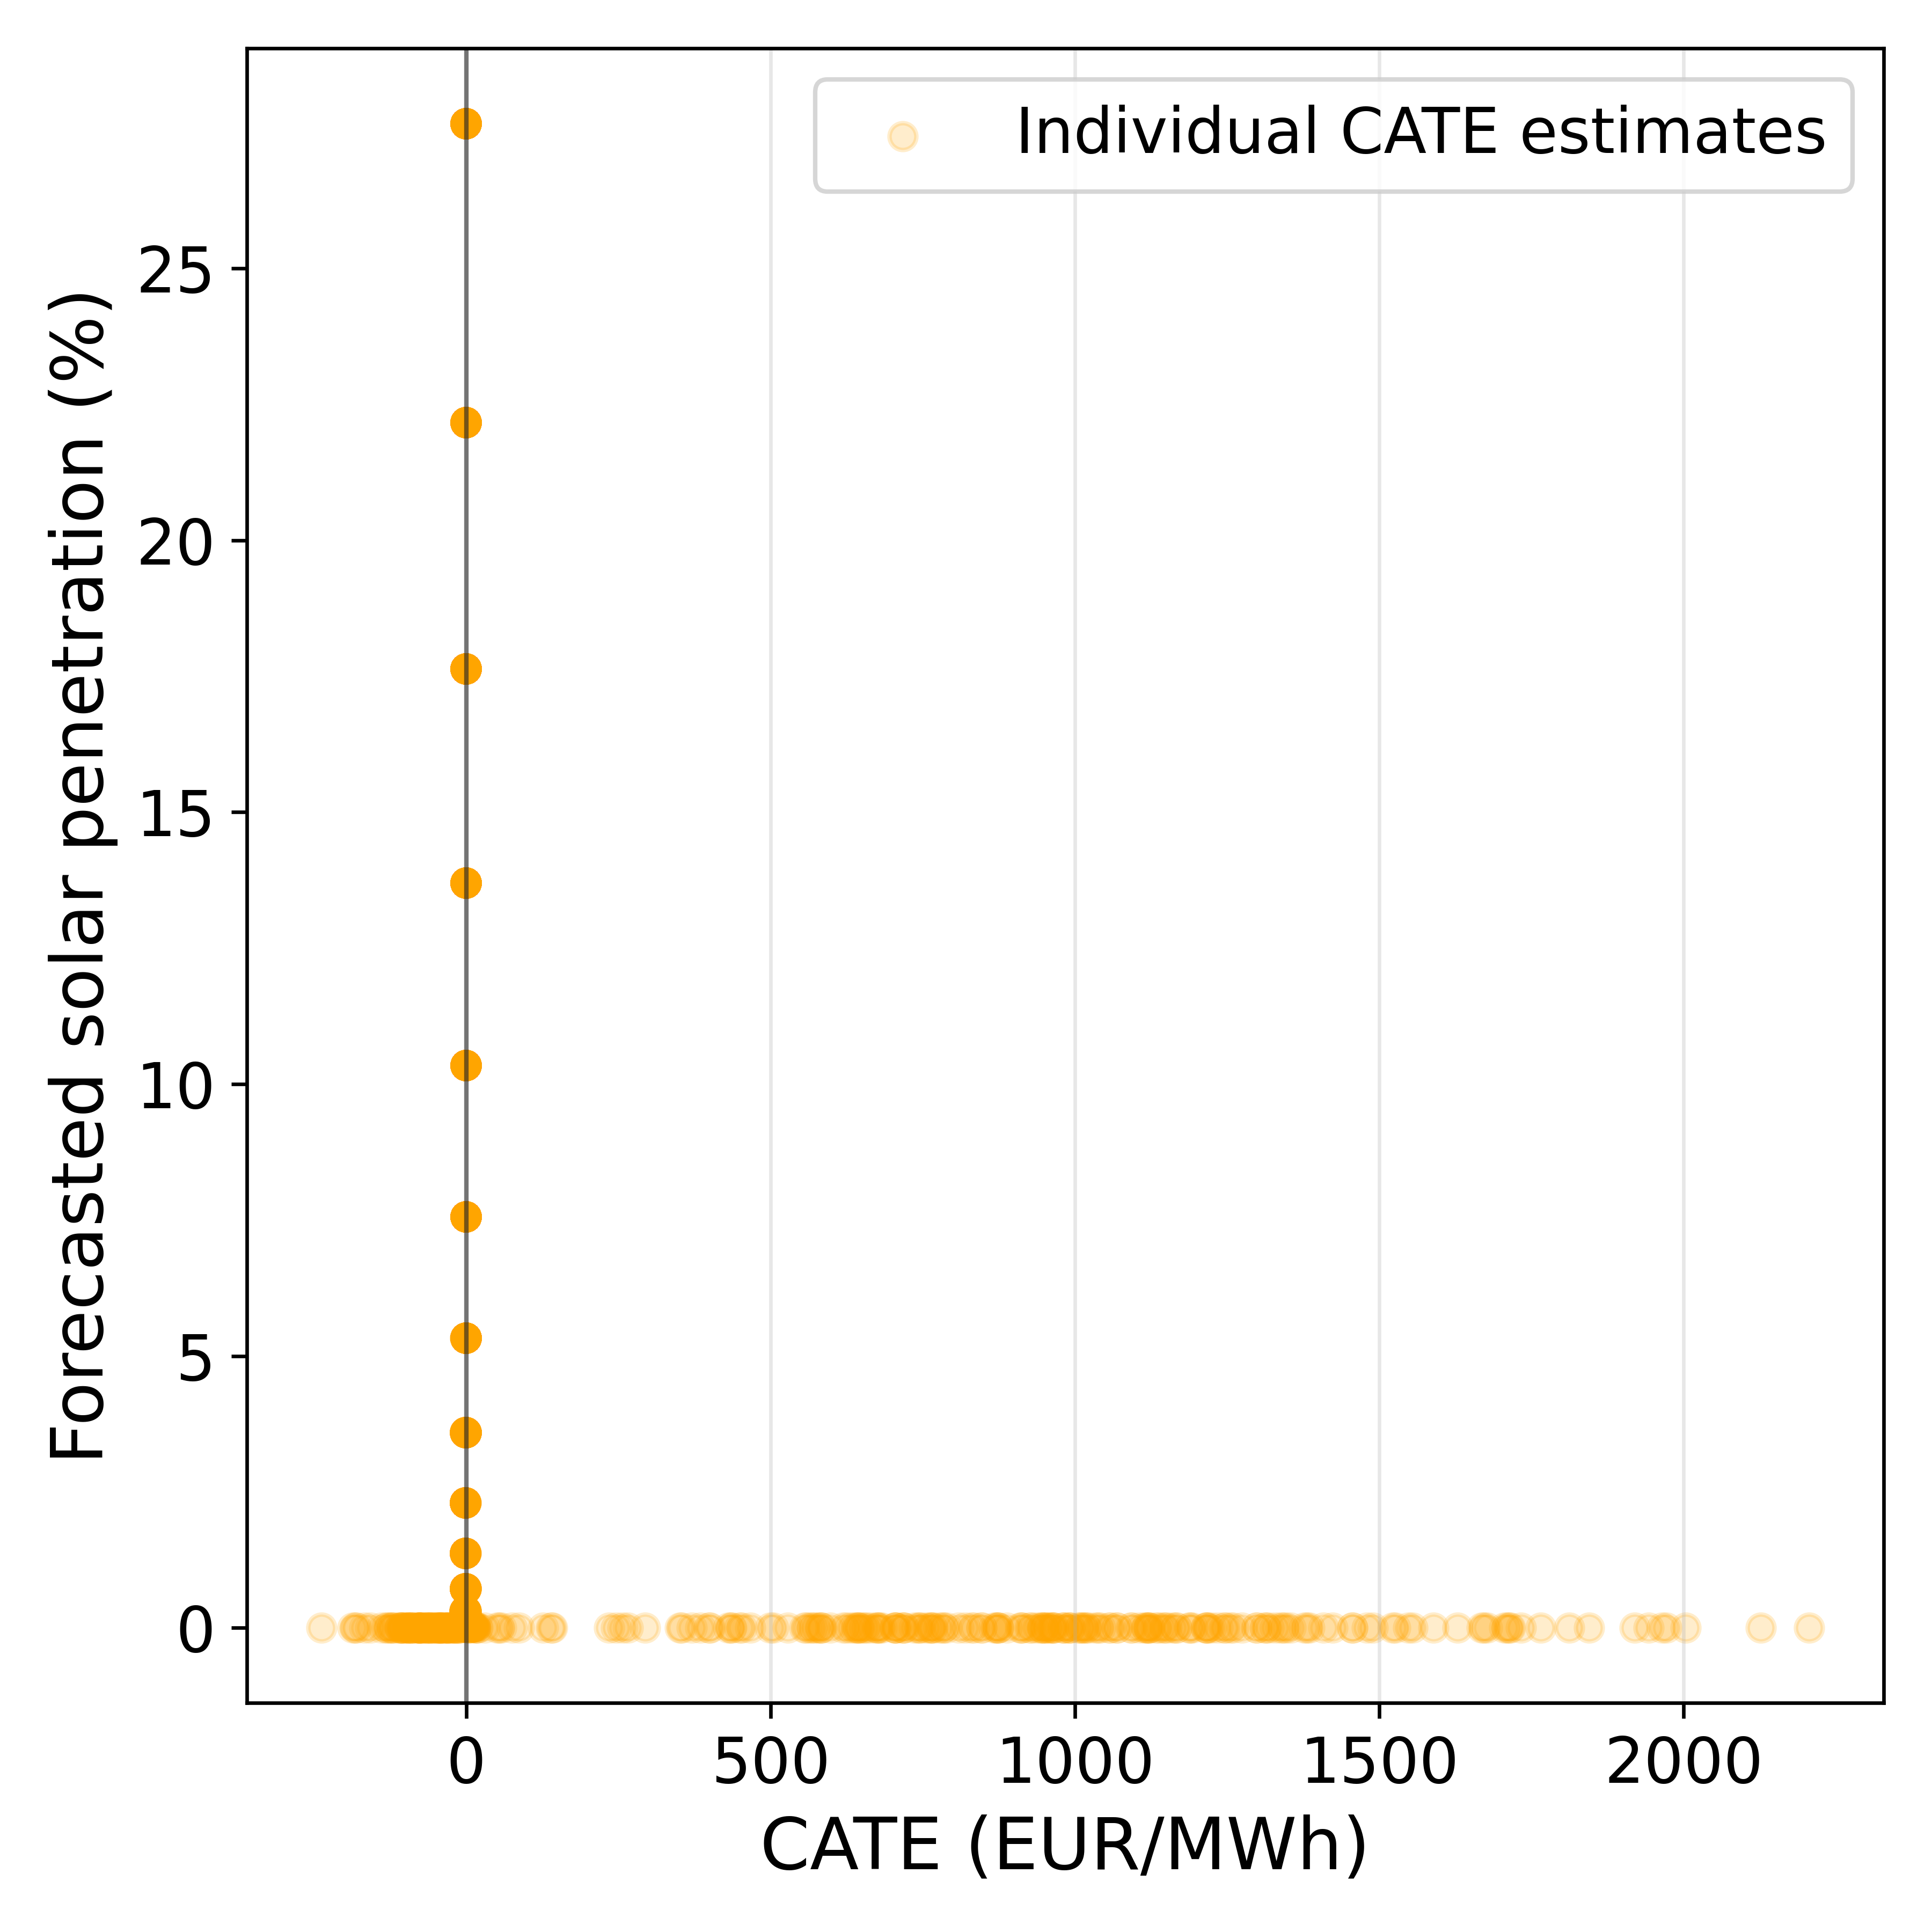 Individual CATE estimates
Forecasted solar penetration (%)
25
20
15
10
5
0
0 500 1000 1500 2000
CATE (EUR/MWh)